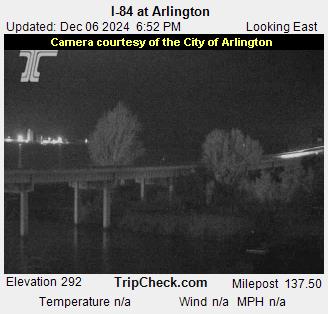 I-84 at Arlington
Updated: Dec 06 2024 6:52 PM Looking East
Camera courtesy of the City of Arlington
Elevation 292 TripCheck.com Milepost 137.50
Temperature n/a Wind n/a MPH n/a